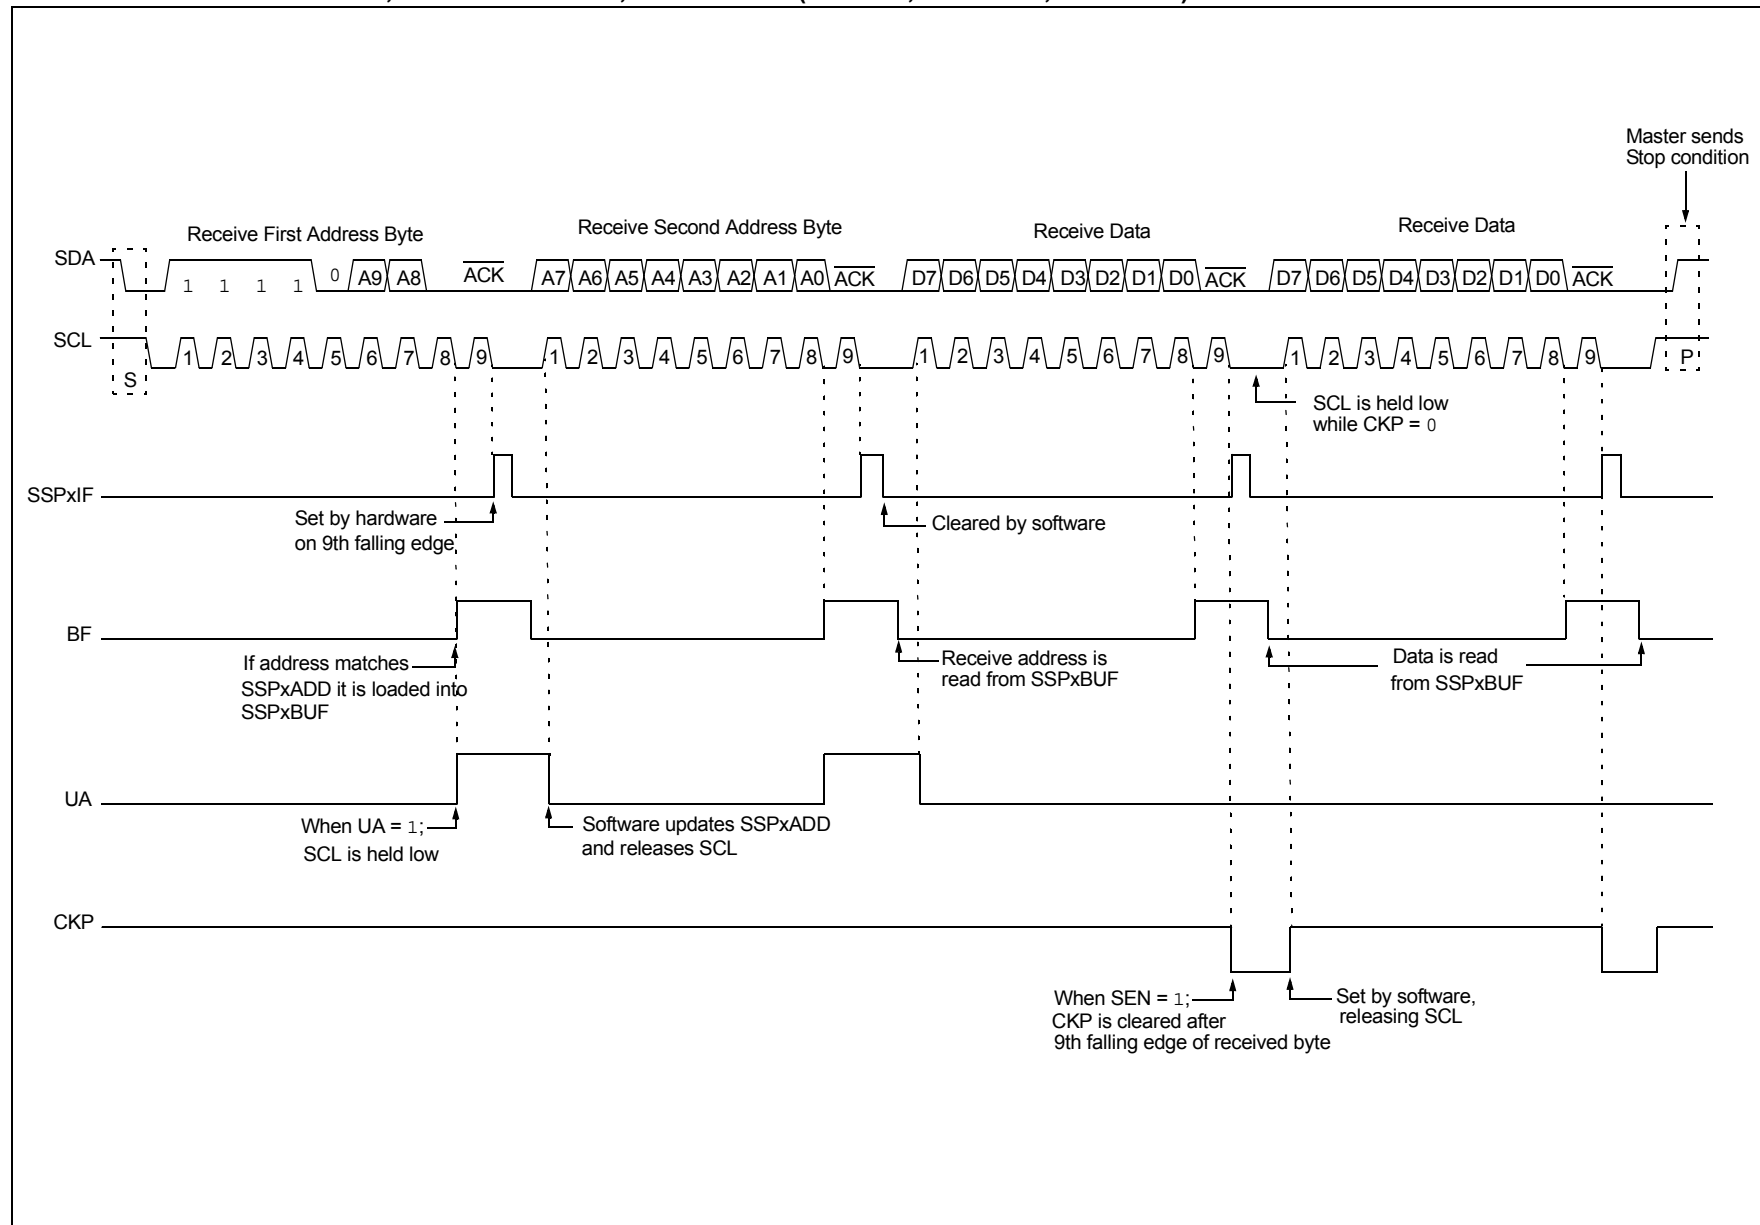 Master sends
Stop condition
Receive First Address Byte
Receive Second Address Byte
Receive Data
Receive Data
SDA
1 1 1 1 0 A9 A8 ACK A7 A6 A5 A4 A3 A2 A1 A0 ACK D7 D6 D5 D4 D3 D2 D1 D0 ACK D7 D6 D5 D4 D3 D2 D1 D0 ACK
SCL
S 1 2 3 4 5 6 7 8 9 1 2 3 4 5 6 7 8 9 1 2 3 4 5 6 7 8 9 1 2 3 4 5 6 7 8 9 P
SCL is held low
while CKP = 0
SSPxIF
Set by hardware
on 9th falling edge
Cleared by software
BF
If address matches
SSPxADD it is loaded into
SSPxBUF
Receive address is
read from SSPxBUF
Data is read
from SSPxBUF
UA
When UA = 1;
SCL is held low
Software updates SSPxADD
and releases SCL
CKP
When SEN = 1;
CKP is cleared after
9th falling edge of received byte
Set by software,
releasing SCL